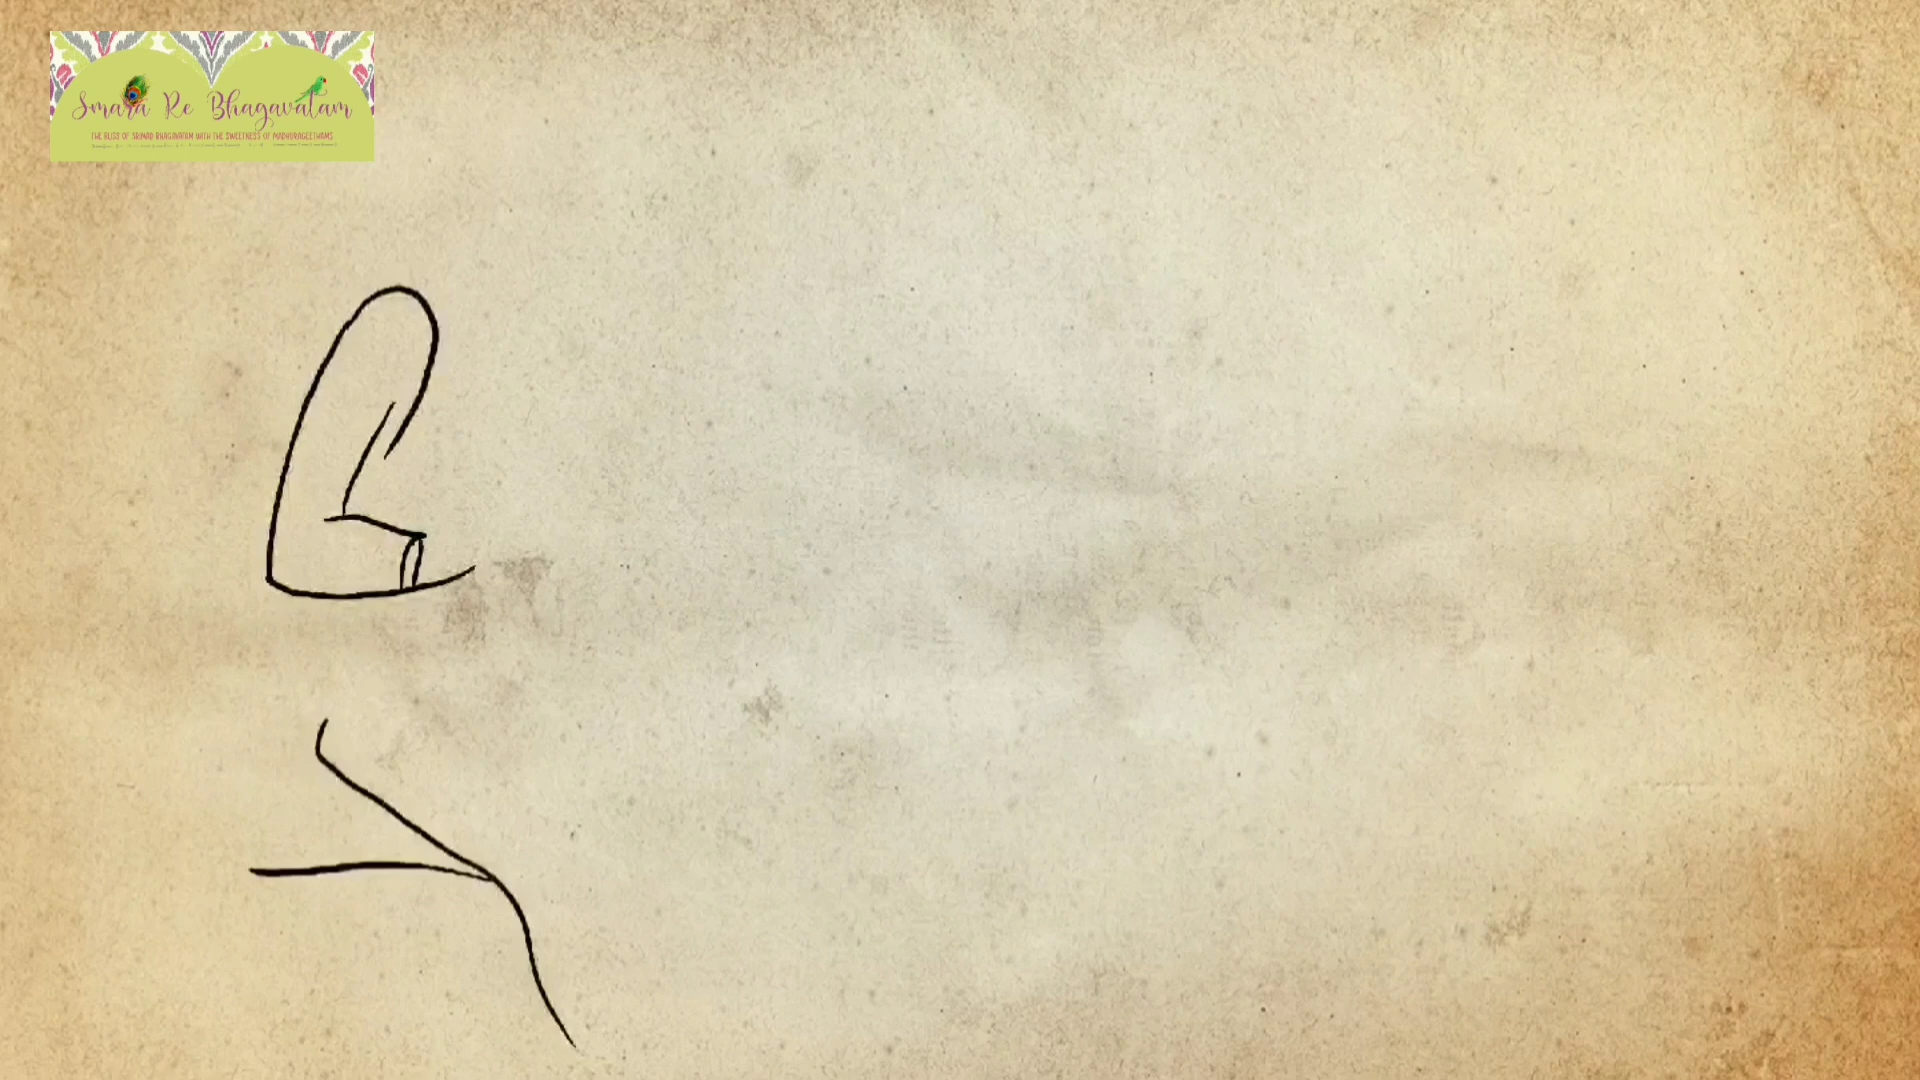 Smara Re Bhagavatam
THE BLISS OF SRIMAD BHAGAVATAM WITH THE SWEETNESS OF MADHURAGEETHAMS